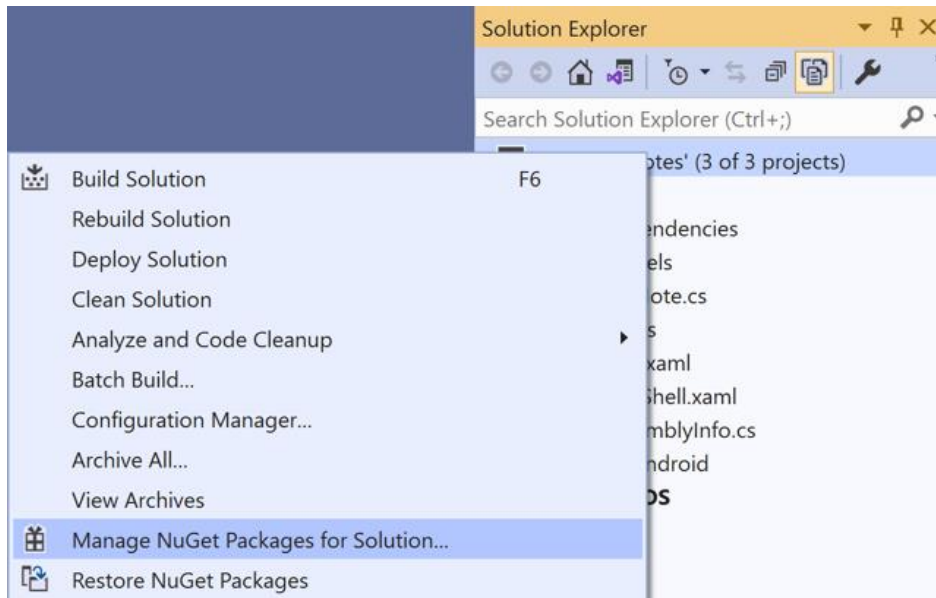 Solution Explorer
Search Solution Explorer (Ctrl+;)
otes' (3 of 3 projects)
Build Solution F6
Rebuild Solution
Deploy Solution
Clean Solution
Analyze and Code Cleanup
Batch Build...
Configuration Manager...
Archive All...
View Archives
Manage NuGet Packages for Solution...
Restore NuGet Packages
endencies
els
ote.cs
s
xaml
Shell.xaml
mblyInfo.cs
ndroid
OS